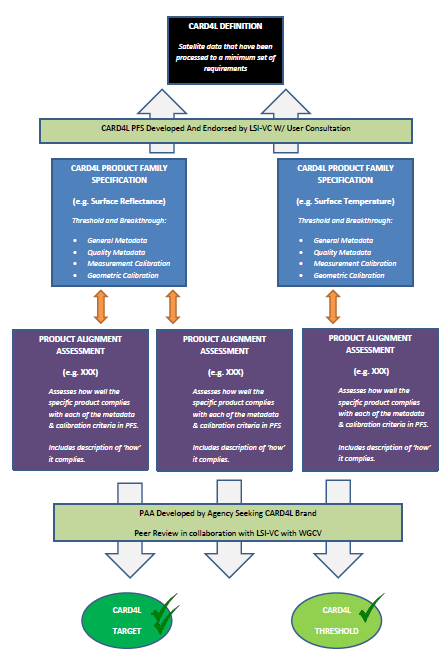 CARD4L DEFINITION
Satellite data that have been
processed to a minimum set of
requirements
CARD4L PFS Developed And Endorsed by LSI-VC W/ User Consultation
CARD4L PRODUCT FAMILY
SPECIFICATION
(e.g. Surface Reflectance)
Threshold and Breakthrough:
• General Metadata
• Quality Metadata
• Measurement Calibration
• Geometric Calibration
CARD4L PRODUCT FAMILY
SPECIFICATION
(e.g. Surface Temperature)
Threshold and Breakthrough:
• General Metadata
• Quality Metadata
• Measurement Calibration
• Geometric Calibration
PRODUCT ALIGNMENT
ASSESSMENT
(e.g. XXX)
Assesses how well the
specific product complies
with each of the metadata
& calibration criteria in PFS.
Includes description of 'how'
it complies.
PRODUCT ALIGNMENT
ASSESSMENT
(e.g. XXX)
Assesses how well the
specific product complies
with each of the metadata
& calibration criteria in PFS
Includes description of 'how'
it complies.
PRODUCT ALIGNMENT
ASSESSMENT
(e.g. XXX)
Assesses how well the
specific product complies
with each of the metadata
& calibration criteria in PFS.
Includes description of 'how'
it complies.
PAA Developed by Agency Seeking CARD4L Brand
Peer Review in collaboration with LSI-VC with WGCV
CARD4L
TARGET
CARD4L
THRESHOLD